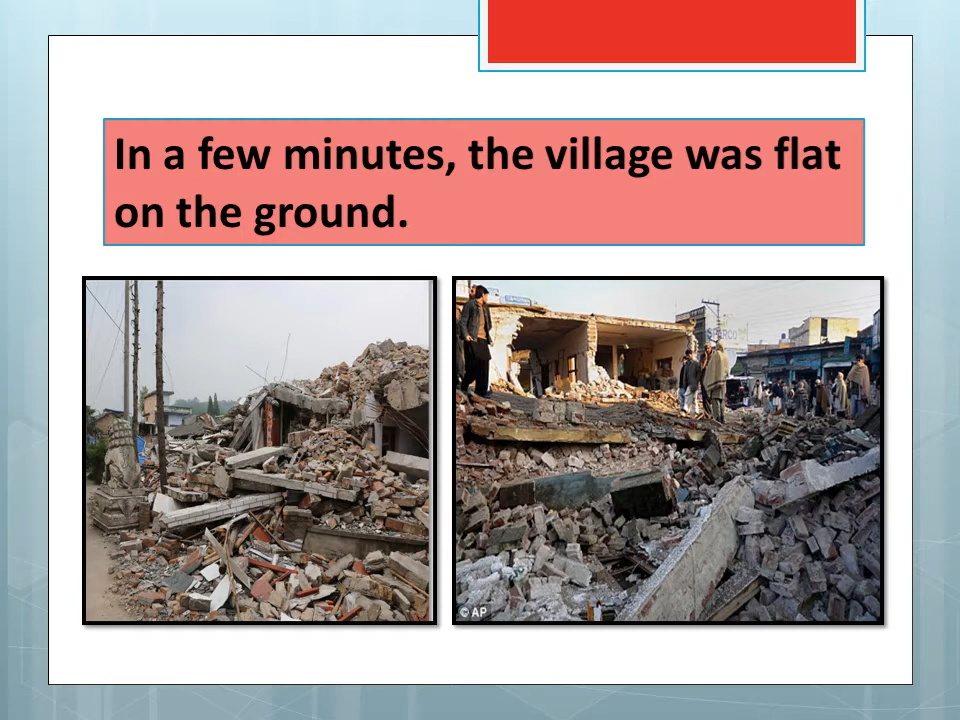 In a few minutes, the village was flat
on the ground.
© AP